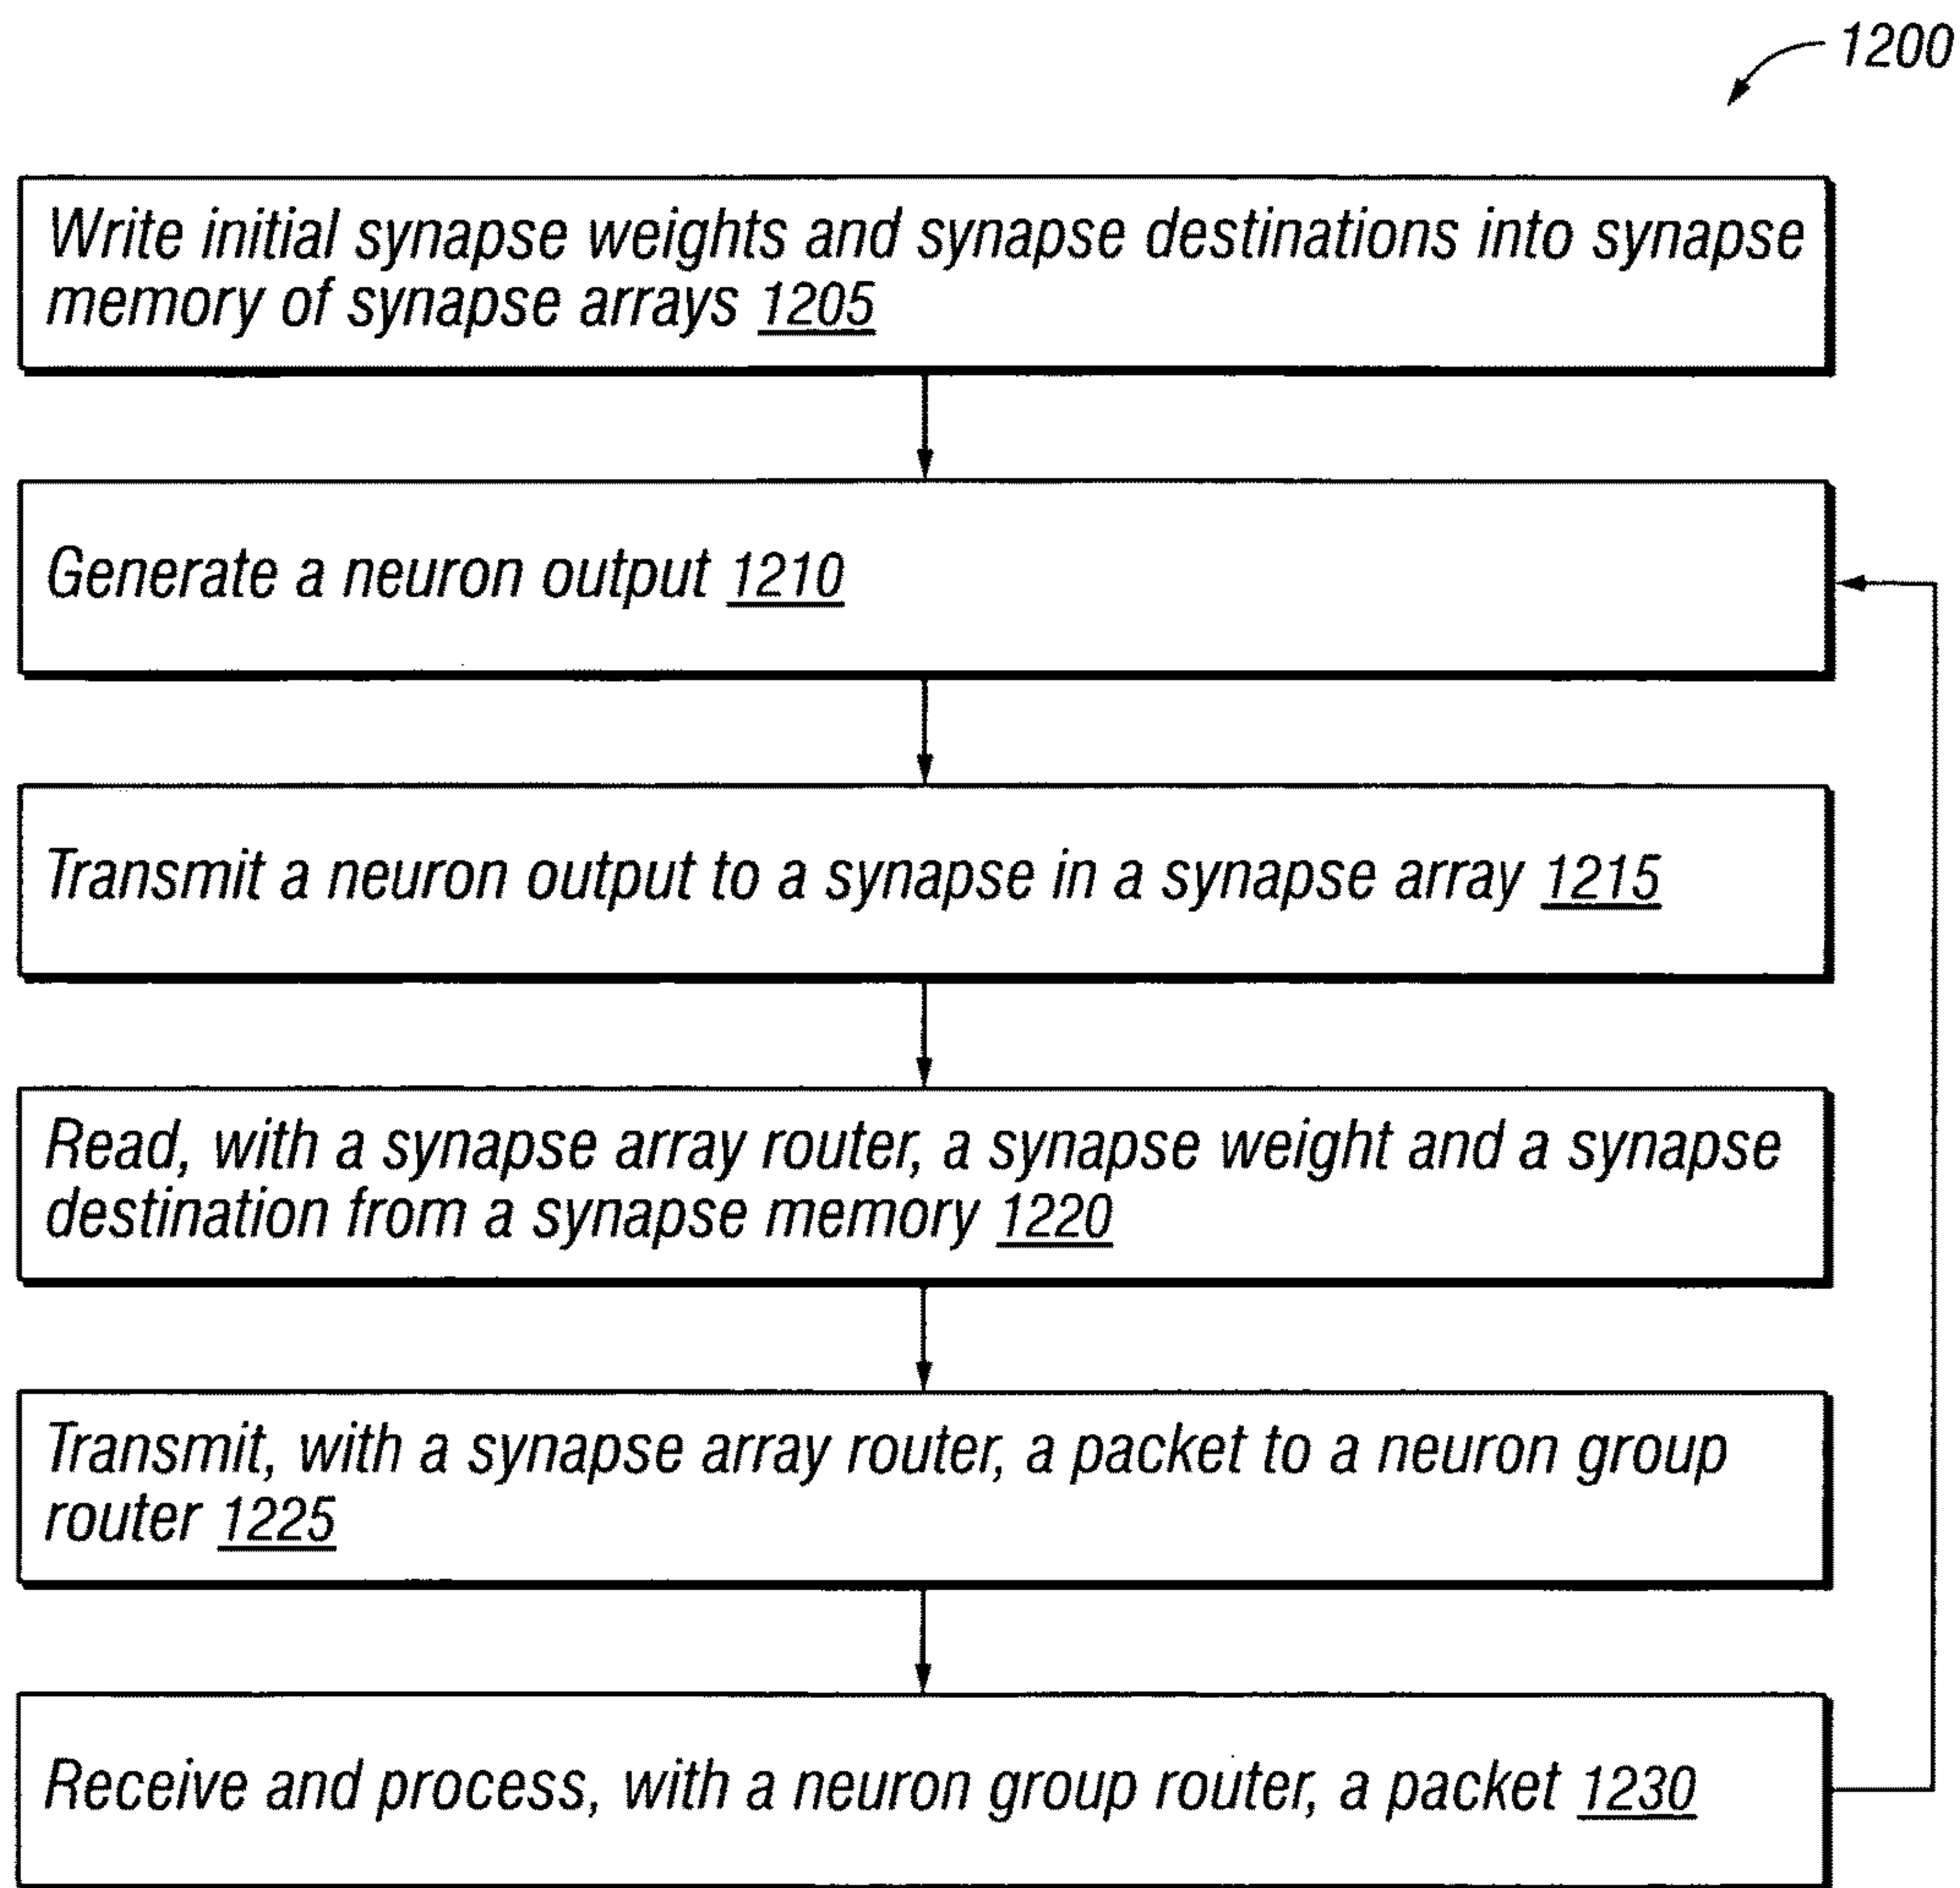 1200
Write initial synapse weights and synapse destinations into synapse
memory of synapse arrays 1205
Generate a neuron output 1210
Transmit a neuron output to a synapse in a synapse array 1215
Read, with a synapse array router, a synapse weight and a synapse
destination from a synapse memory 1220
Transmit, with a synapse array router, a packet to a neuron group
router 1225
Receive and process, with a neuron group router, a packet 1230